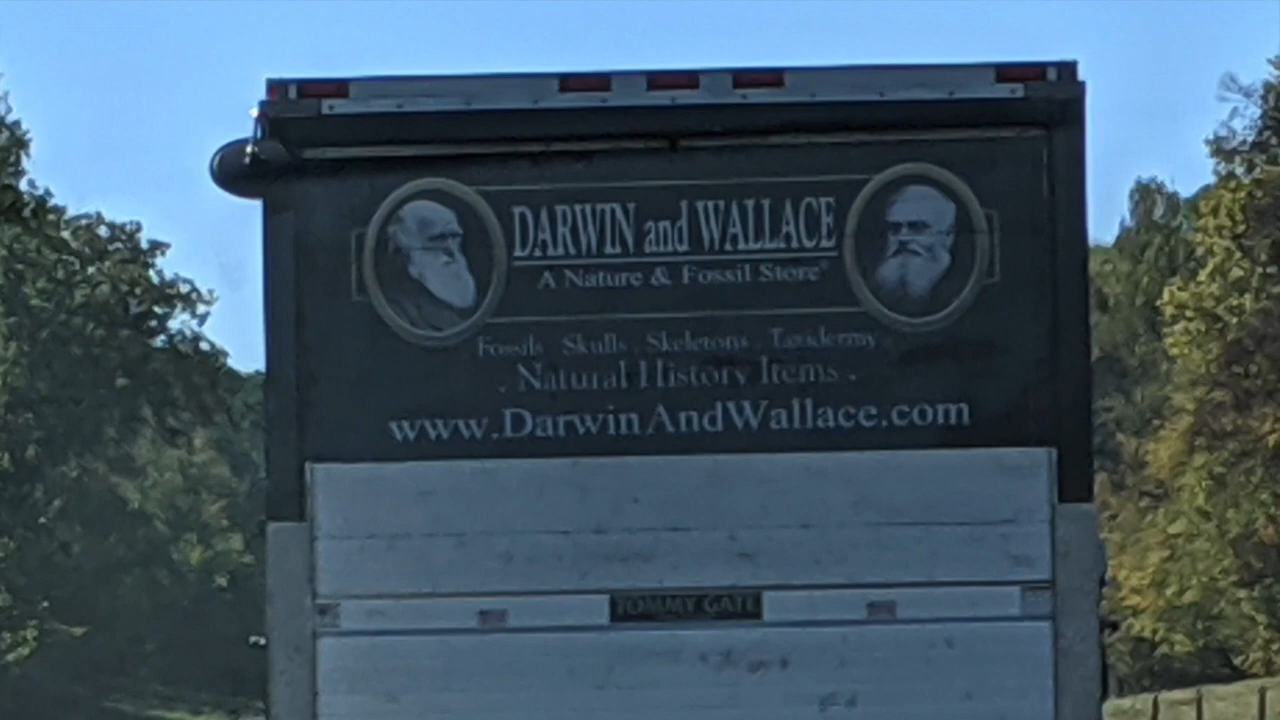 DARWIN and WALLACE
A Nature & Fossil Store
Fossils . Skulls . Skeletons . Taxidermy
. Natural History Items .
www.DarwinAndWallace.com
TOMMY GATE